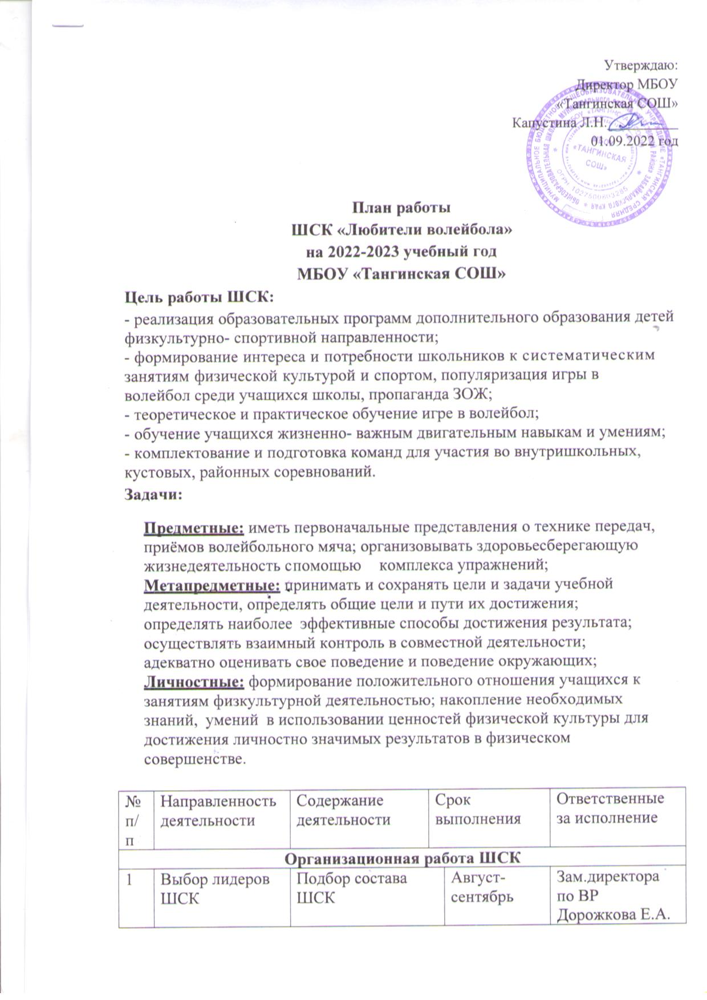 Утверждаю:
Директор МБОУ
«Тангинская СОШ»
Капустина Л.Н.
01.09.2022 год
«ТАНГИНСКАЯ
СОШ»
ОГРН
План работы
ШСК «Любители волейбола»
на 2022-2023 учебный год
МБОУ «Тангинская СОШ»
Цель работы ШСК:
- реализация образовательных программ дополнительного образования детей
физкультурно- спортивной направленности;
- формирование интереса и потребности школьников к систематическим
занятиям физической культурой и спортом, популяризация игры в
волейбол среди учащихся школы, пропаганда ЗОЖ;
- теоретическое и практическое обучение игре в волейбол;
- обучение учащихся жизненно- важным двигательным навыкам и умениям;
- комплектование и подготовка команд для участия во внутришкольных,
кустовых, районных соревнований.
Задачи:
Предметные: иметь первоначальные представления о технике передач,
приёмов волейбольного мяча; организовывать здоровьесберегающую
жизнедеятельность спомощью комплекса упражнений;
Метапредметные: принимать и сохранять цели и задачи учебной
деятельности, определять общие цели и пути их достижения;
определять наиболее эффективные способы достижения результата;
осуществлять взаимный контроль в совместной деятельности;
адекватно оценивать свое поведение и поведение окружающих;
Личностные: формирование положительного отношения учащихся к
занятиям физкультурной деятельностью; накопление необходимых
знаний, умений в использовании ценностей физической культуры для
достижения личностно значимых результатов в физическом
совершенстве.
№ Направленность Содержание Срок Ответственные
п/ деятельности деятельности выполнения за исполнение
п
Организационная работа ШСК
1 Выбор лидеров Подбор состава Август- Зам.директора
ШСК ШСК сентябрь по ВР
Дорожкова Е.А.